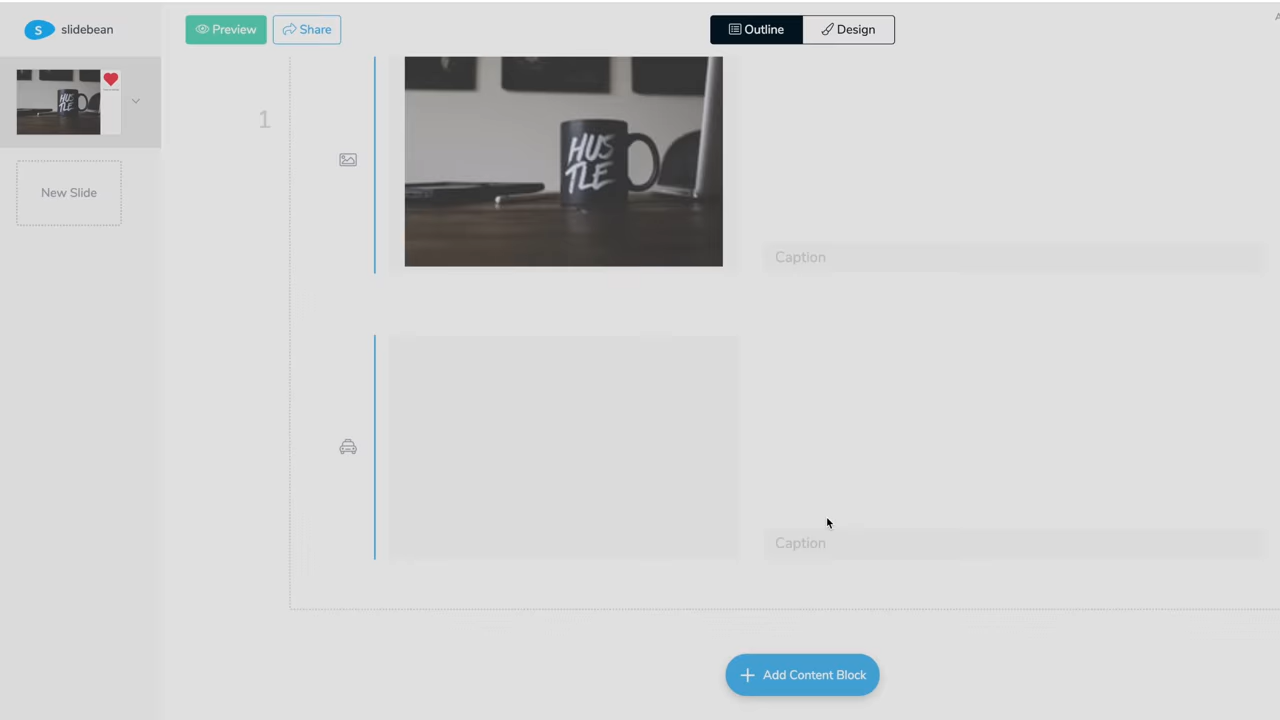 slidebean
Preview
Share
Outline
Design
1
HUS
TLE
New Slide
Caption
Caption
Add Content Block